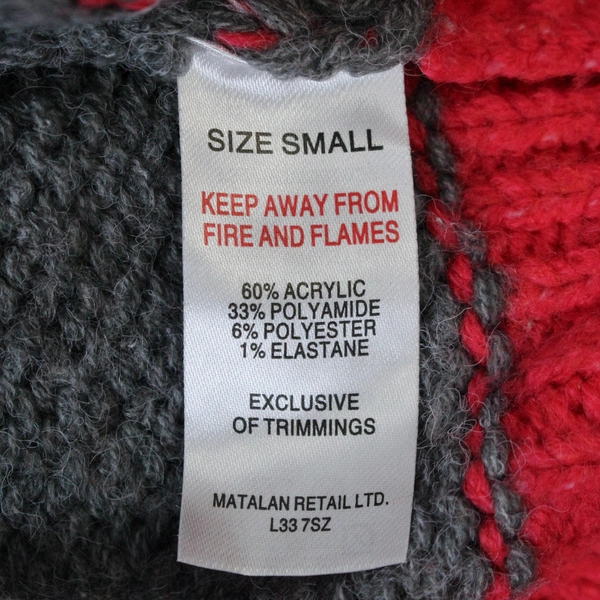 SIZE SMALL
KEEP AWAY FROM
FIRE AND FLAMES
60% ACRYLIC
33% POLYAMIDE
6% POLYESTER
1% ELASTANE
EXCLUSIVE
OF TRIMMINGS
MATALAN RETAIL LTD.
L33 7SZ